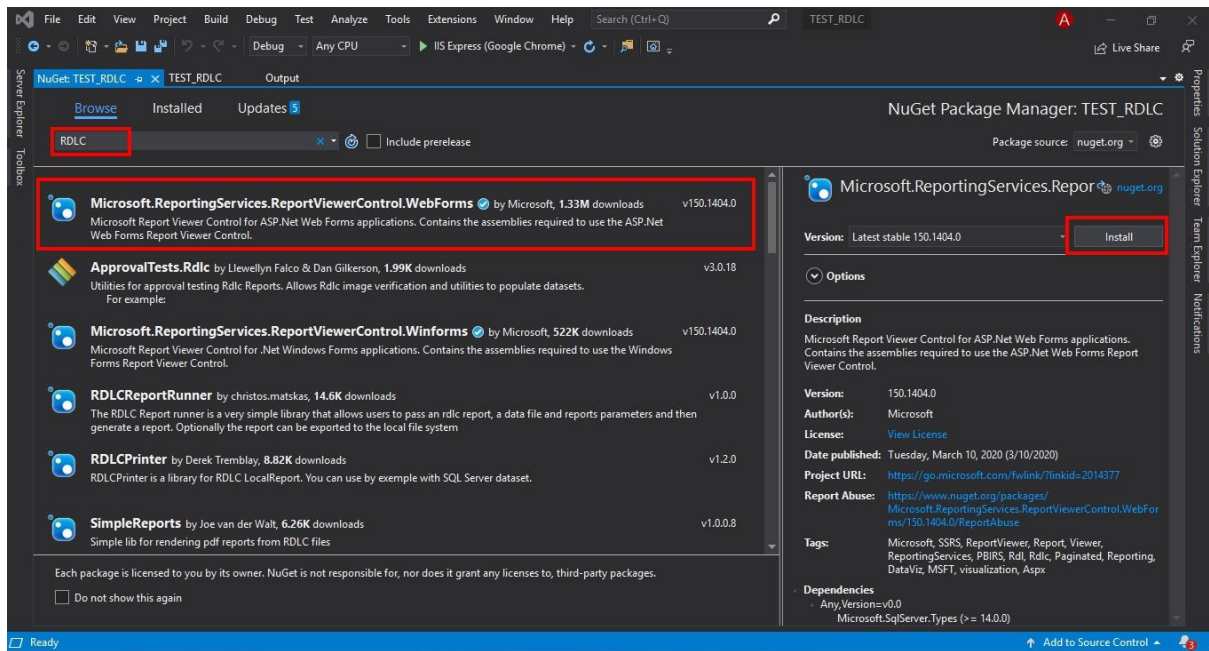 File Edit View Project Build Debug Test Analyze Tools Extensions Window Help Search (Ctrl+Q) TEST_RDLC A
Debug Any CPU IIS Express (Google Chrome) Live Share
NuGet: TEST_RDLC TEST_RDLC Output
Server Explorer
Toolbox
Browse Installed Updates 5
NuGet Package Manager: TEST_RDLC
RDLC
Include prerelease
Package source: nuget.org
Microsoft.ReportingServices.ReportViewerControl.WebForms by Microsoft, 1.33M downloads v150.1404.0
Microsoft Report Viewer Control for ASP.Net Web Forms applications. Contains the assemblies required to use the ASP.Net
Web Forms Report Viewer Control.
ApprovalTests.Rdlc by Llewellyn Falco & Dan Gilkerson, 1.99K downloads v3.0.18
Utilities for approval testing Rdlc Reports. Allows Rdlc image verification and utilities to populate datasets.
For example:
Microsoft.ReportingServices.ReportViewerControl.Winforms by Microsoft, 522K downloads v150.1404.0
Microsoft Report Viewer Control for .Net Windows Forms applications. Contains the assemblies required to use the Windows
Forms Report Viewer Control.
RDLCReportRunner by christos.matskas, 14.6K downloads v1.0.0
The RDLC Report runner is a very simple library that allows users to pass an rdlc report, a data file and reports parameters and then
generate a report. Optionally the report can be exported to the local file system
RDLCPrinter by Derek Tremblay, 8.82K downloads v1.2.0
RDLCPrinter is a library for RDLC LocalReport. You can use by exemple with SQL Server dataset.
SimpleReports by Joe van der Walt, 6.26K downloads v1.0.0.8
Simple lib for rendering pdf reports from RDLC files
Each package is licensed to you by its owner. NuGet is not responsible for, nor does it grant any licenses to, third-party packages.
Do not show this again
Microsoft.ReportingServices.Repor nuget.org
Version: Latest stable 150.1404.0 Install
Options
Description
Microsoft Report Viewer Control for ASP.Net Web Forms applications.
Contains the assemblies required to use the ASP.Net Web Forms Report
Viewer Control.
Version: 150.1404.0
Author(s): Microsoft
License: View License
Date published: Tuesday, March 10, 2020 (3/10/2020)
Project URL: https://go.microsoft.com/fwlink/?linkid=2014377
Report Abuse: https://www.nuget.org/packages/
Microsoft.ReportingServices.ReportViewerControl.WebFor
ms/150.1404.0/ReportAbuse
Tags: Microsoft, SSRS, ReportViewer, Report, Viewer,
ReportingServices, PBIRS, Rdl, Rdlc, Paginated, Reporting,
DataViz, MSFT, visualization, Aspx
Dependencies
Any,Version=v0.0
Microsoft.SqlServer.Types (>= 14.0.0)
Properties
Solution Explorer
Team Explorer
Notifications
Ready Add to Source Control 3